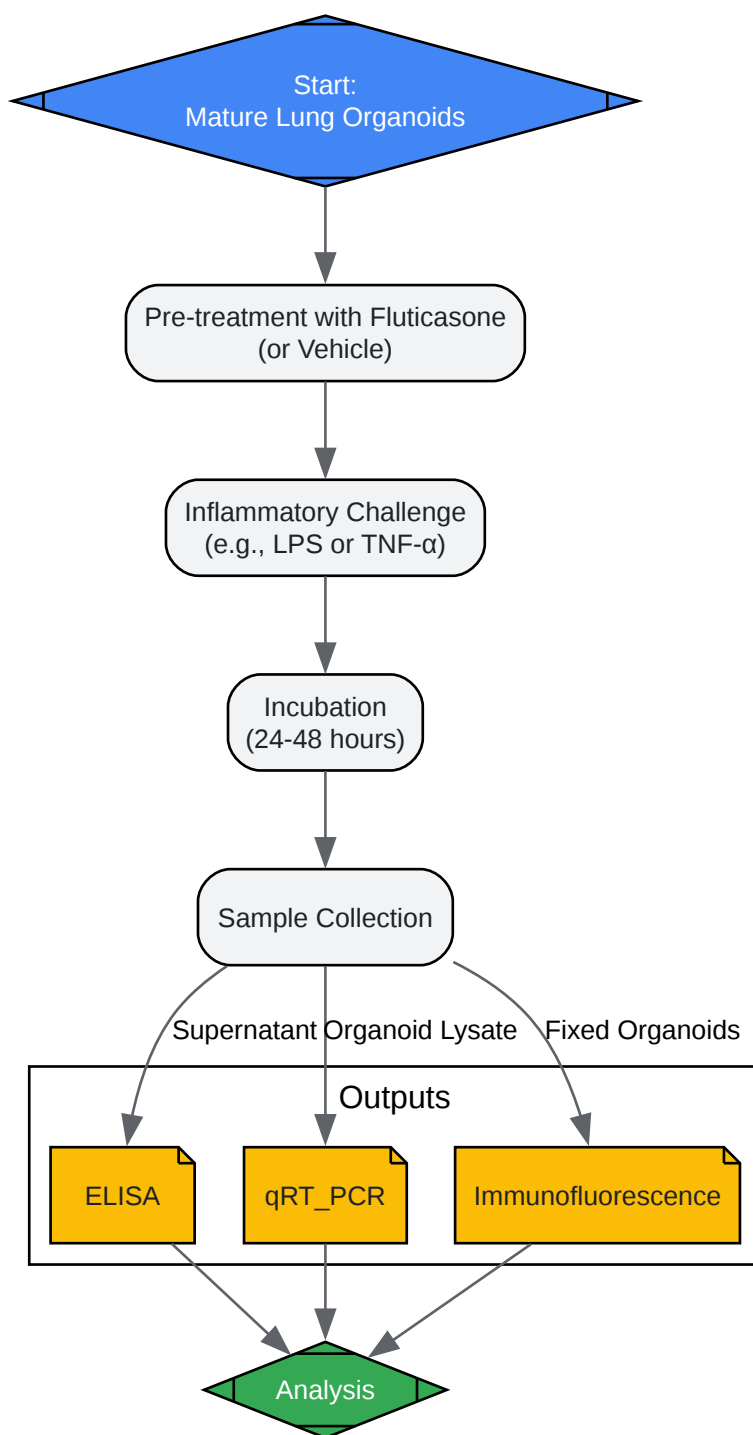 Start:
Mature Lung Organoids
Pre-treatment with Fluticasone
(or Vehicle)
Inflammatory Challenge
(e.g., LPS or TNF-α)
Incubation
(24-48 hours)
Sample Collection
Supernatant
Organoid Lysate
Fixed Organoids
Outputs
ELISA
qRT_PCR
Immunofluorescence
Analysis